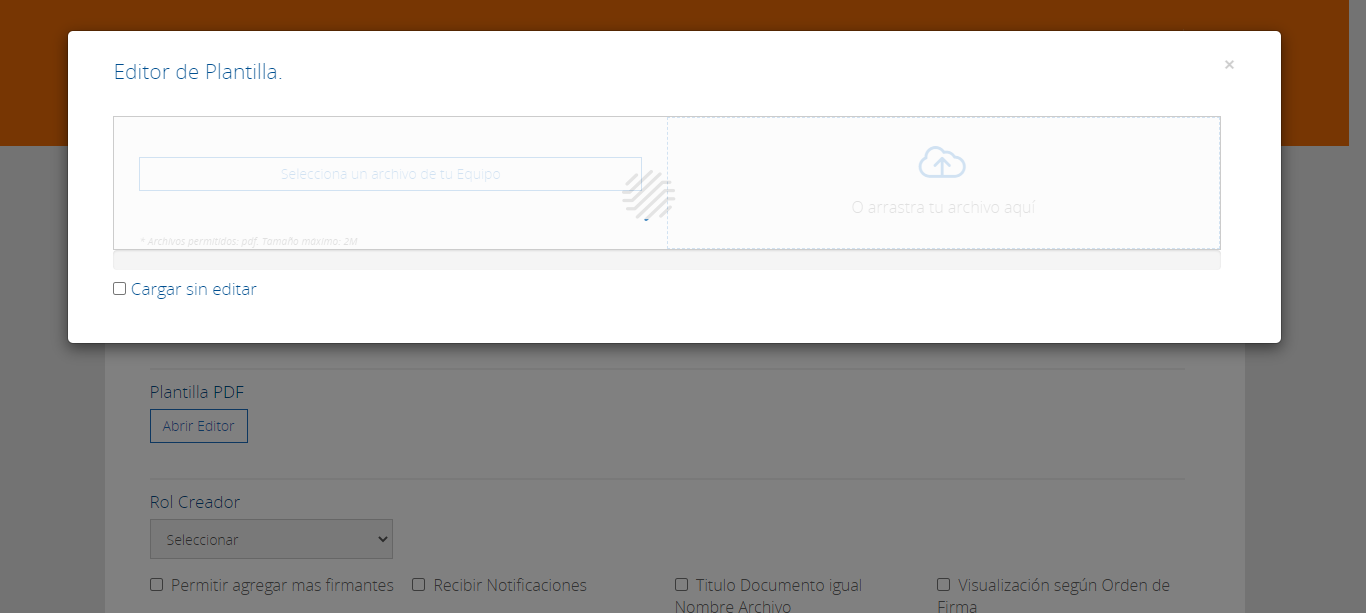 Editor de Plantilla.
×
Selecciona un archivo de tu Equipo
O arrastra tu archivo aquí
* Archivos permitidos: pdf. Tamaño maximo: 2M
Cargar sin editar
Plantilla PDF
Abrir Editor
Rol Creador
Seleccionar
Permitir agregar mas firmantes
Recibir Notificaciones
Titulo Documento igual
Nombre Archivo
Visualización según Orden de
Firma